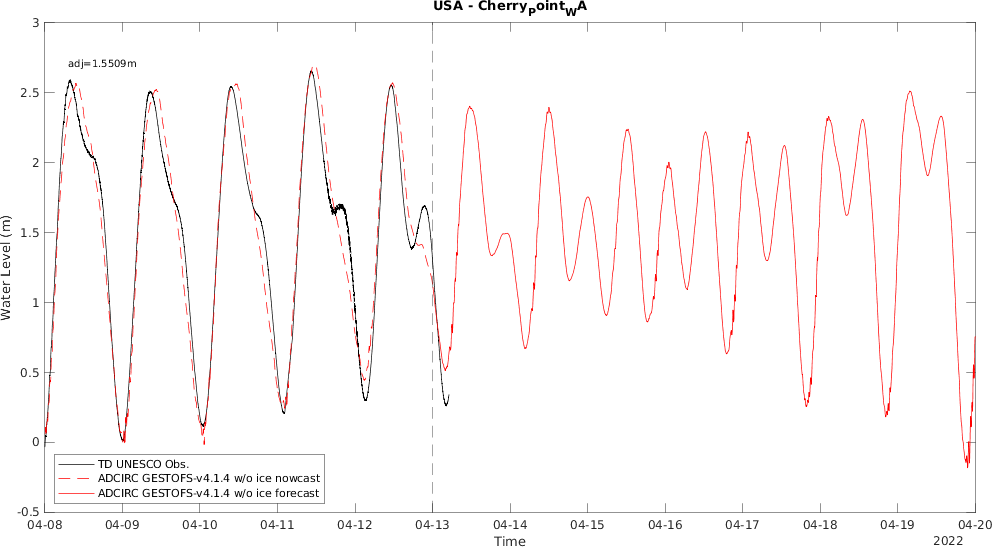 USA - CherryPointWA
adj=1.5509m
3
2.5
2
1.5
1
0.5
0
-0.5
Water Level (m)
TD UNESCO Obs.
ADCIRC GESTOFS-v4.1.4 w/o ice nowcast
ADCIRC GESTOFS-v4.1.4 w/o ice forecast
04-08 04-09 04-10 04-11 04-12 04-13 04-14 04-15 04-16 04-17 04-18 04-19 04-20
Time
2022